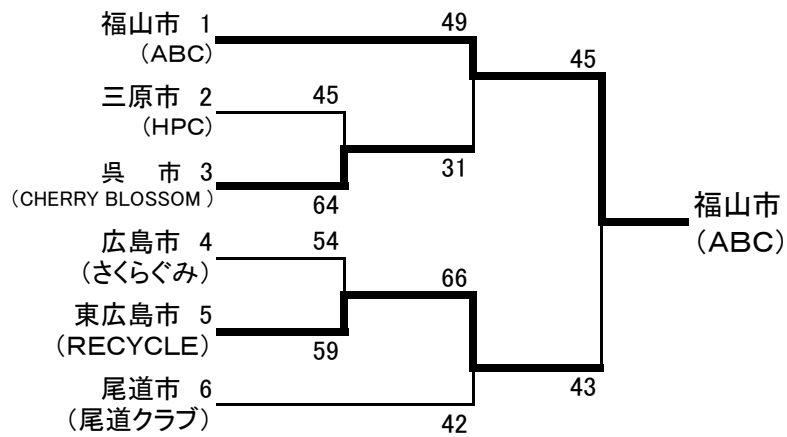 福山市 1
(ABC)
49
45
三原市 2
(HPC)
45
呉 市 3
(CHERRY BLOSSOM)
64
31
広島市 4
(さくらぐみ)
54
66
東広島市 5
(RECYCLE)
59
43
尾道市 6
(尾道クラブ)
42
福山市
(ABC)